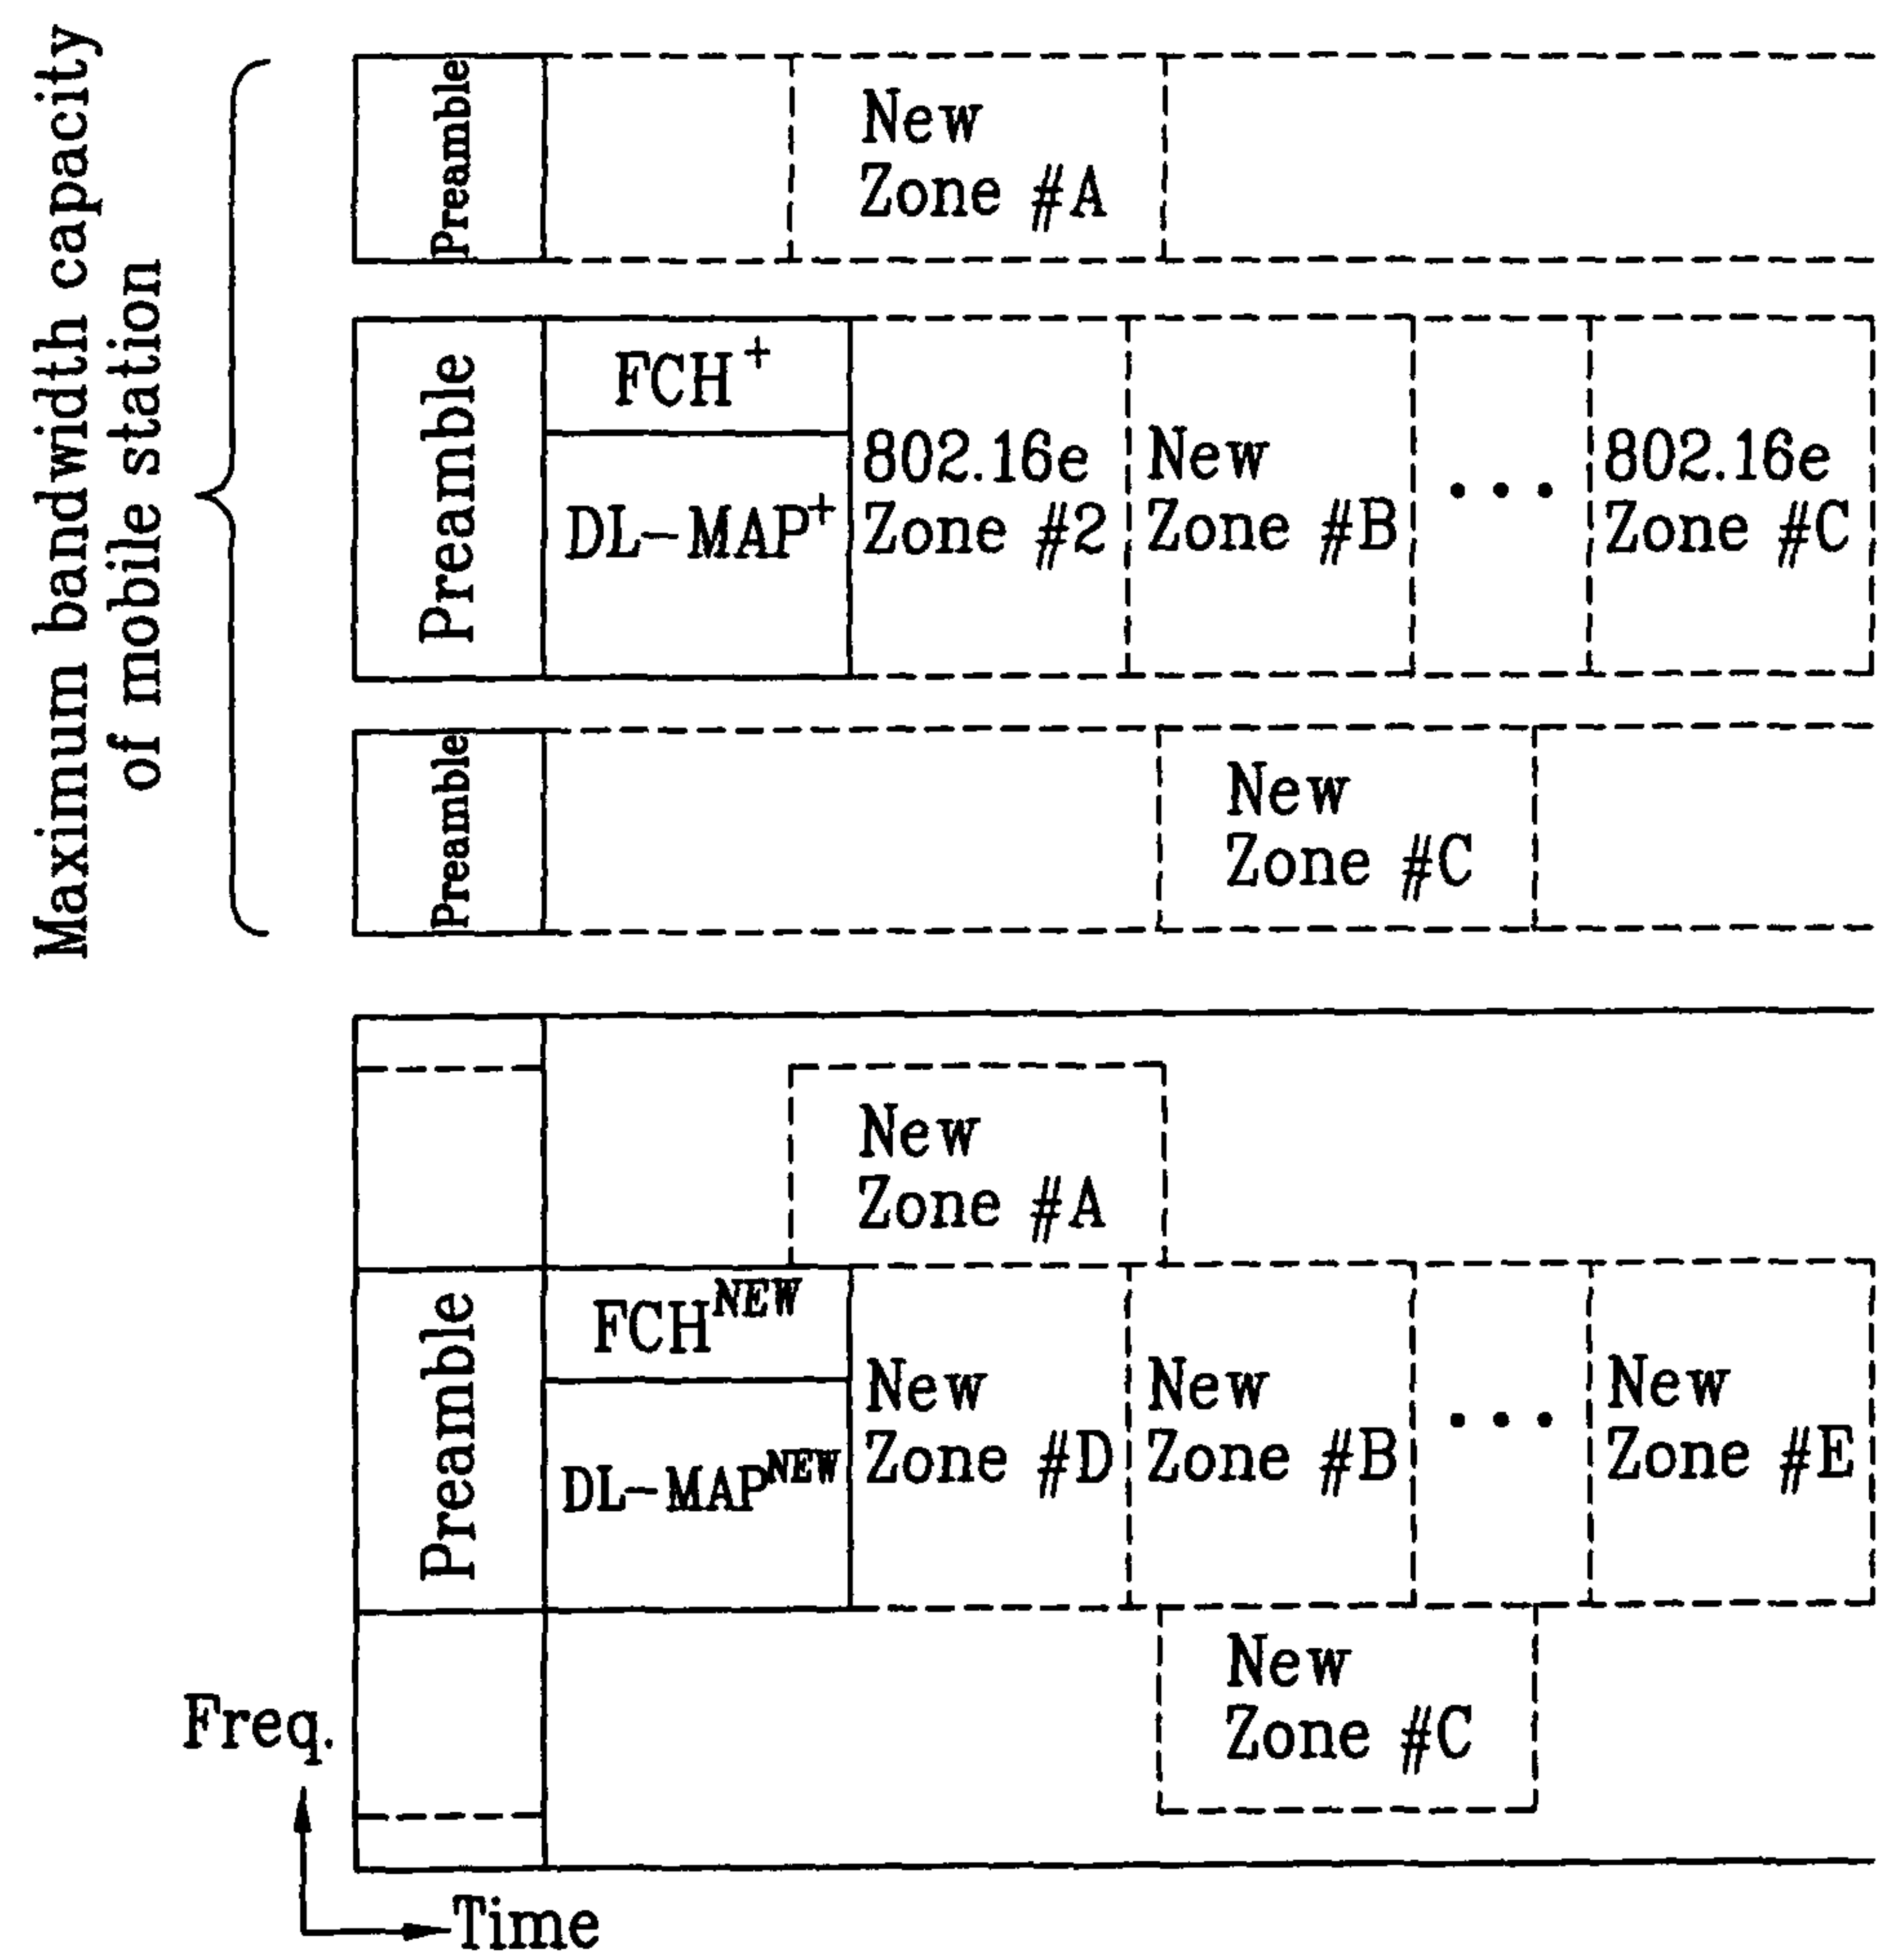 Maximum bandwidth capacity
of mobile station
Preamble
New
Zone #A
Preamble
FCH+
DL-MAP+
802.16e
Zone #2
New
Zone #B
• • •
802.16e
Zone #C
Preamble
New
Zone #C
New
Zone #A
Preamble
FCHNEW
DL-MAPNEW
New
Zone #D
New
Zone #B
• • •
New
Zone #E
New
Zone #C
Freq.
Time